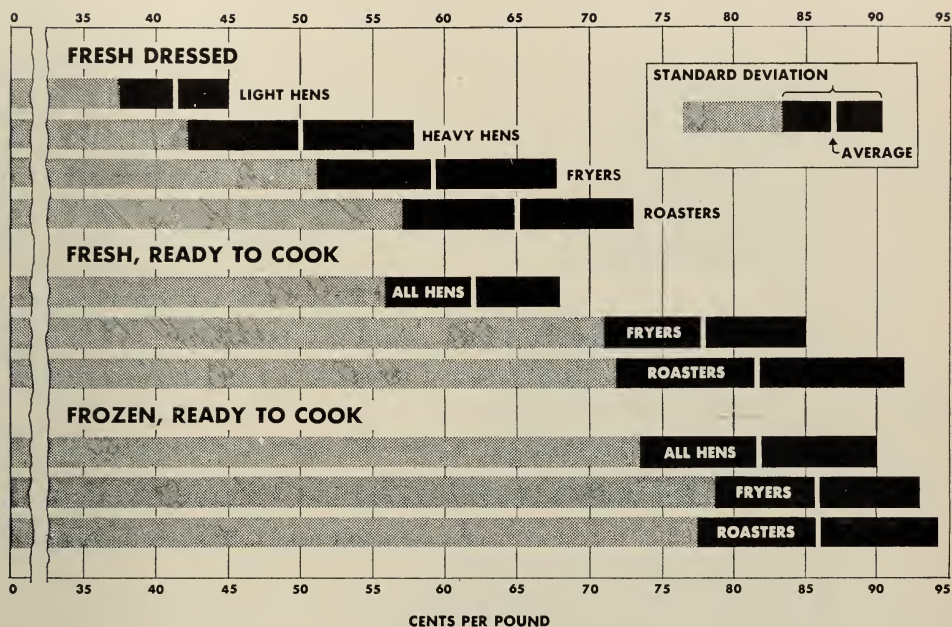 0 35 40 45 50 55 60 65 70 75 80 85 90 95
FRESH DRESSED
STANDARD DEVIATION
LIGHT HENS
AVERAGE
HEAVY HENS
FRYERS
ROASTERS
FRESH, READY TO COOK
ALL HENS
FRYERS
ROASTERS
FROZEN, READY TO COOK
ALL HENS
FRYERS
ROASTERS
0 35 40 45 50 55 60 65 70 75 80 85 90 95
CENTS PER POUND